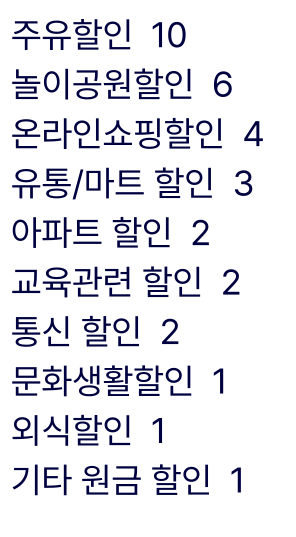 주유할인 10
놀이공원할인 6
온라인쇼핑할인 4
유통/마트 할인 3
아파트 할인 2
교육관련 할인 2
통신 할인 2
문화생활할인 1
외식할인 1
기타 원금 할인 1